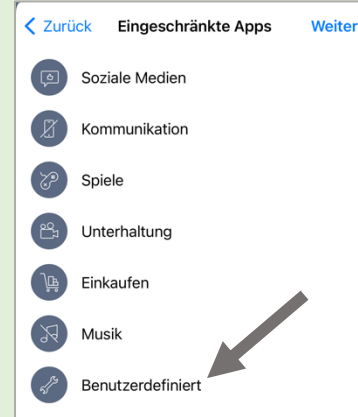 Zurück Eingeschränkte Apps Weiter
Soziale Medien
Kommunikation
Spiele
Unterhaltung
Einkaufen
Musik
Benutzerdefiniert